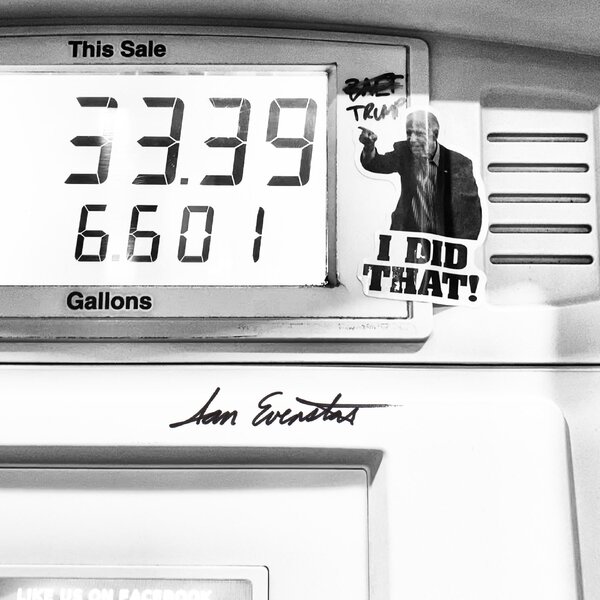 This Sale
33.39
6.601
Gallons
TRUMP
I DID
THAT!
LIKE US ON FACEBOOK